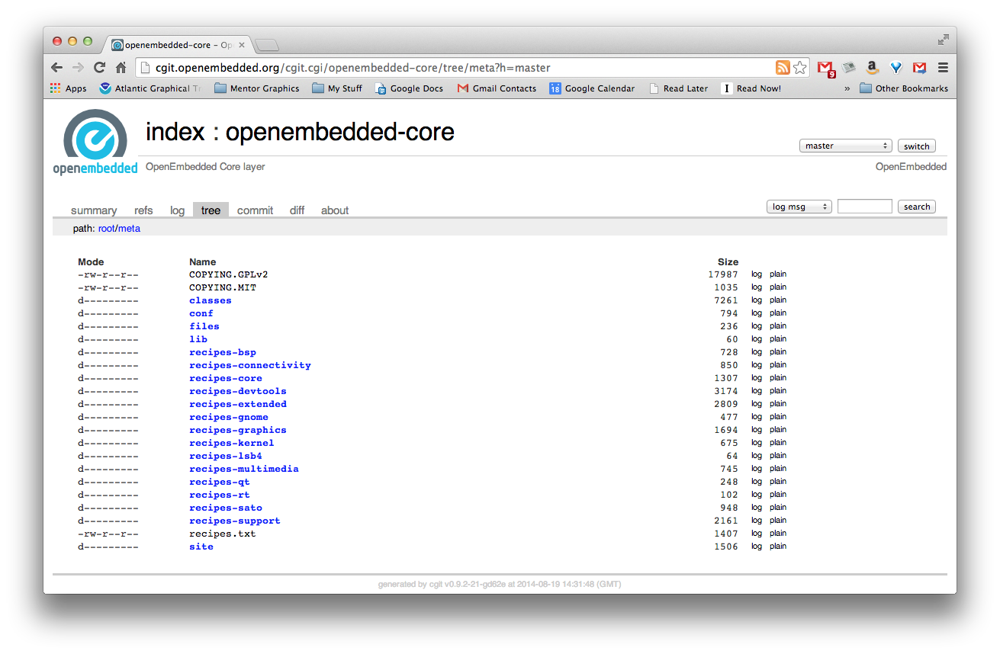 openembedded-core – Op
cgit.openembedded.org/cgit.cgi/openembedded-core/tree/meta?h=master
9
Apps Atlantic Graphical Tr Mentor Graphics My Stuff Google Docs Gmail Contacts 18 Google Calendar Read Later I Read Now! » Other Bookmarks
index : openembedded-core
master switch
openembedded
OpenEmbedded Core layer OpenEmbedded
summary refs log tree commit diff about log msg search
path: root/meta
Mode Name Size
-rw-r--r-- COPYING.GPLv2 17987 log plain
-rw-r--r-- COPYING.MIT 1035 log plain
d--------- classes 7261 log plain
d--------- conf 794 log plain
d--------- files 236 log plain
d--------- lib 60 log plain
d--------- recipes-bsp 728 log plain
d--------- recipes-connectivity 850 log plain
d--------- recipes-core 1307 log plain
d--------- recipes-devtools 3174 log plain
d--------- recipes-extended 2809 log plain
d--------- recipes-gnome 477 log plain
d--------- recipes-graphics 1694 log plain
d--------- recipes-kernel 675 log plain
d--------- recipes-lsb4 64 log plain
d--------- recipes-multimedia 745 log plain
d--------- recipes-qt 248 log plain
d--------- recipes-rt 102 log plain
d--------- recipes-sato 948 log plain
d--------- recipes-support 2161 log plain
-rw-r--r-- recipes.txt 1407 log plain
d--------- site 1506 log plain
generated by cgit v0.9.2-21-gd62e at 2014-08-19 14:31:48 (GMT)